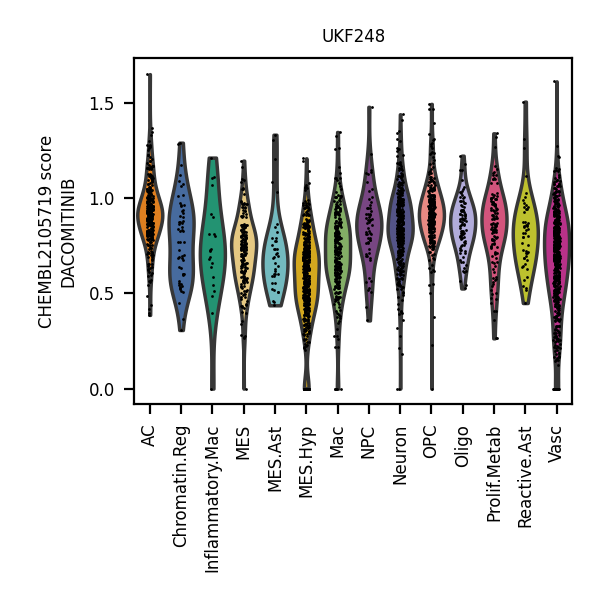 UKF248
CHEMBL2105719 score
DACOMITINIB
1.5
1.0
0.5
0.0
AC
Chromatin.Reg
Inflammatory.Mac
MES
MES.Ast
MES.Hyp
Mac
NPC
Neuron
OPC
Oligo
Prolif.Metab
Reactive.Ast
Vasc